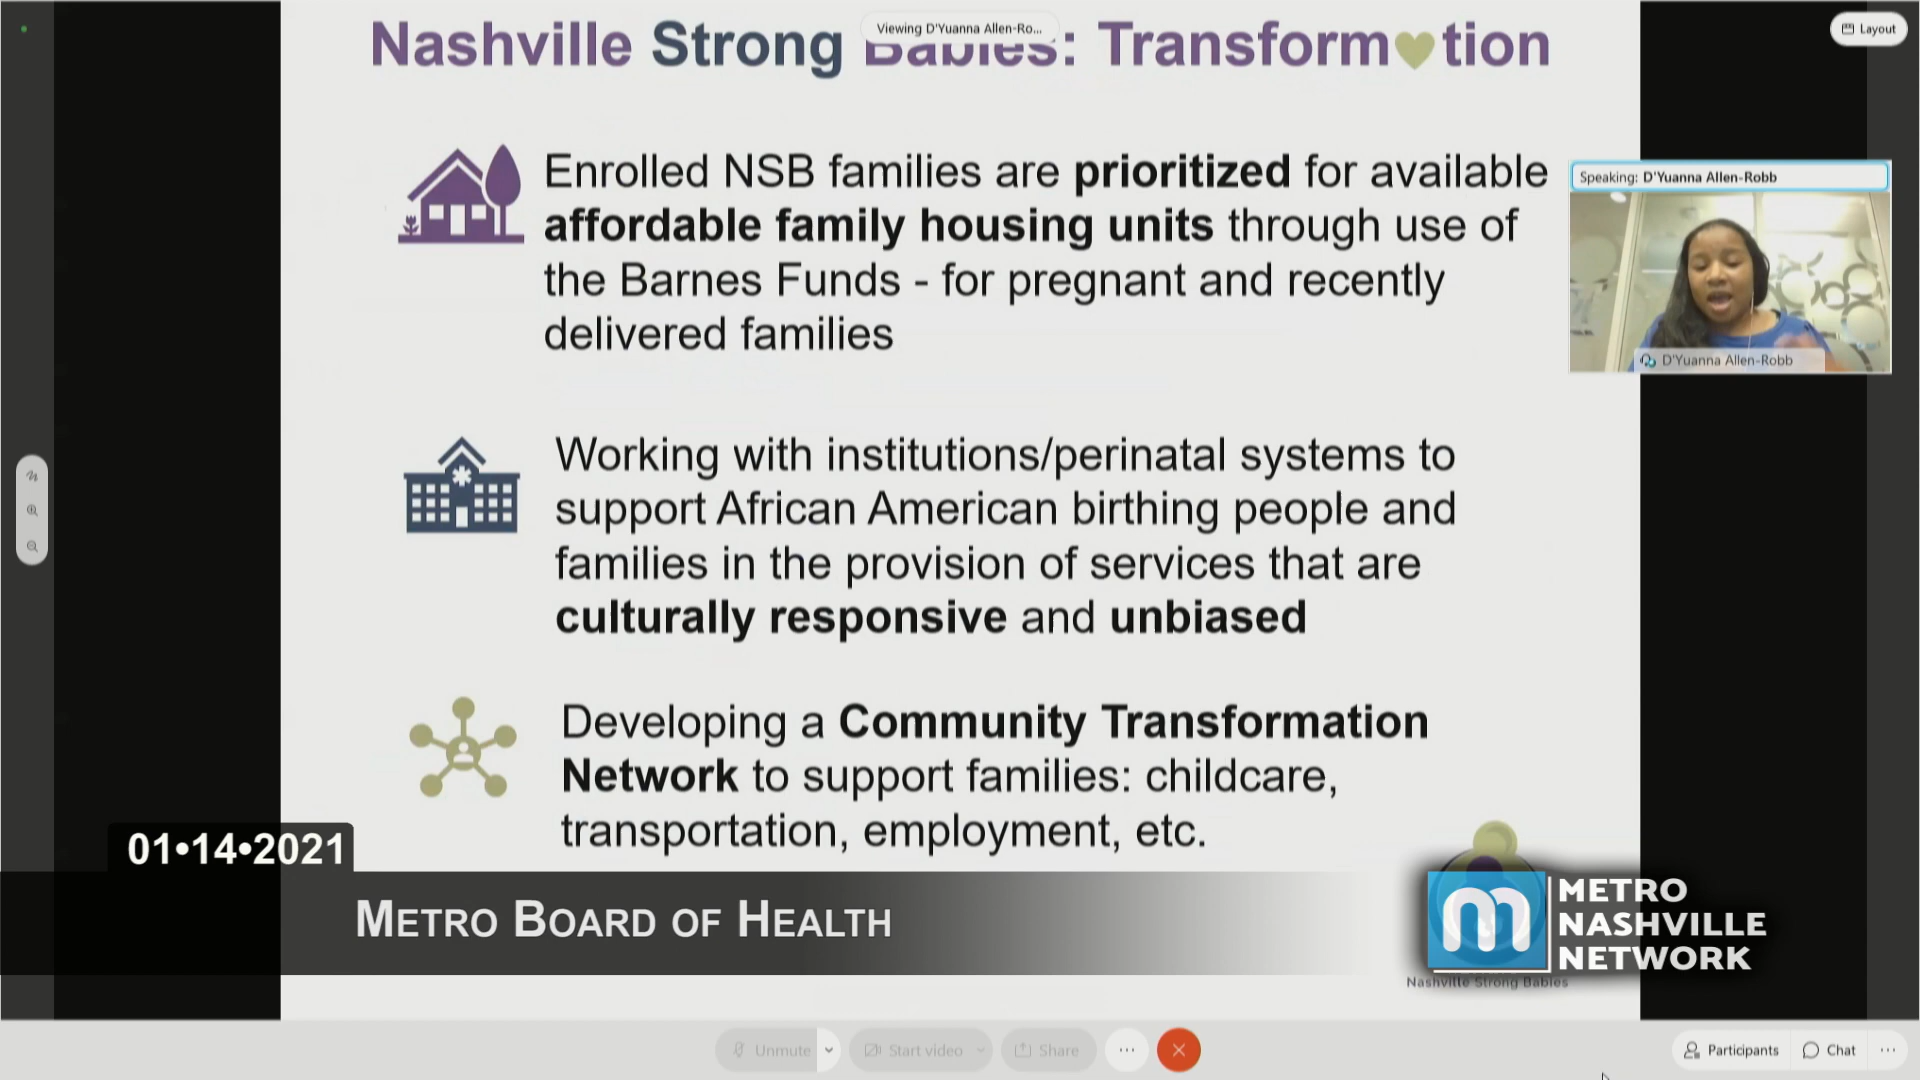 Nashville Strong Babies: Transform tion
Viewing D'Yuanna Allen-Ro...
Layout
Enrolled NSB families are prioritized for available
affordable family housing units through use of
the Barnes Funds - for pregnant and recently
delivered families
Speaking: D'Yuanna Allen-Robb
D'Yuanna Allen-Robb
Working with institutions/perinatal systems to
support African American birthing people and
families in the provision of services that are
culturally responsive and unbiased
Developing a Community Transformation
Network to support families: childcare,
transportation, employment, etc.
01•14•2021
METRO BOARD OF HEALTH
METRO
NASHVILLE
NETWORK
Nashville Strong Babies
Unmute
Start video
Share
Participants
Chat